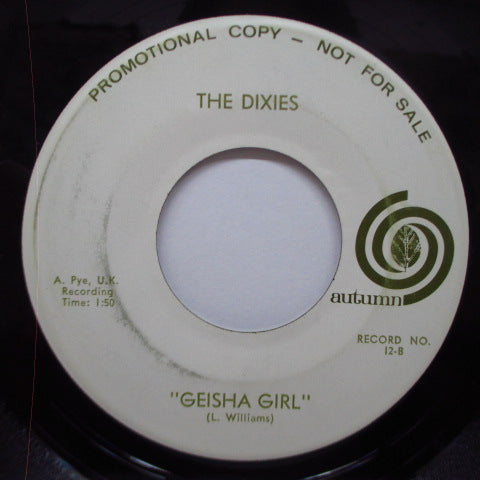 PROMOTIONAL COPY – NOT FOR SALE
THE DIXIES
A. Pye, U.K.
Recording
Time: 1:50
autumn
RECORD NO.
12-B
"GEISHA GIRL"
(L. Williams)